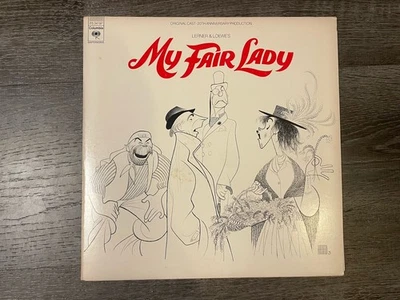 ORIGINAL CAST 20TH ANNIVERSARY PRODUCTION
LERNER & LOEWE'S
MY FAIR LADY